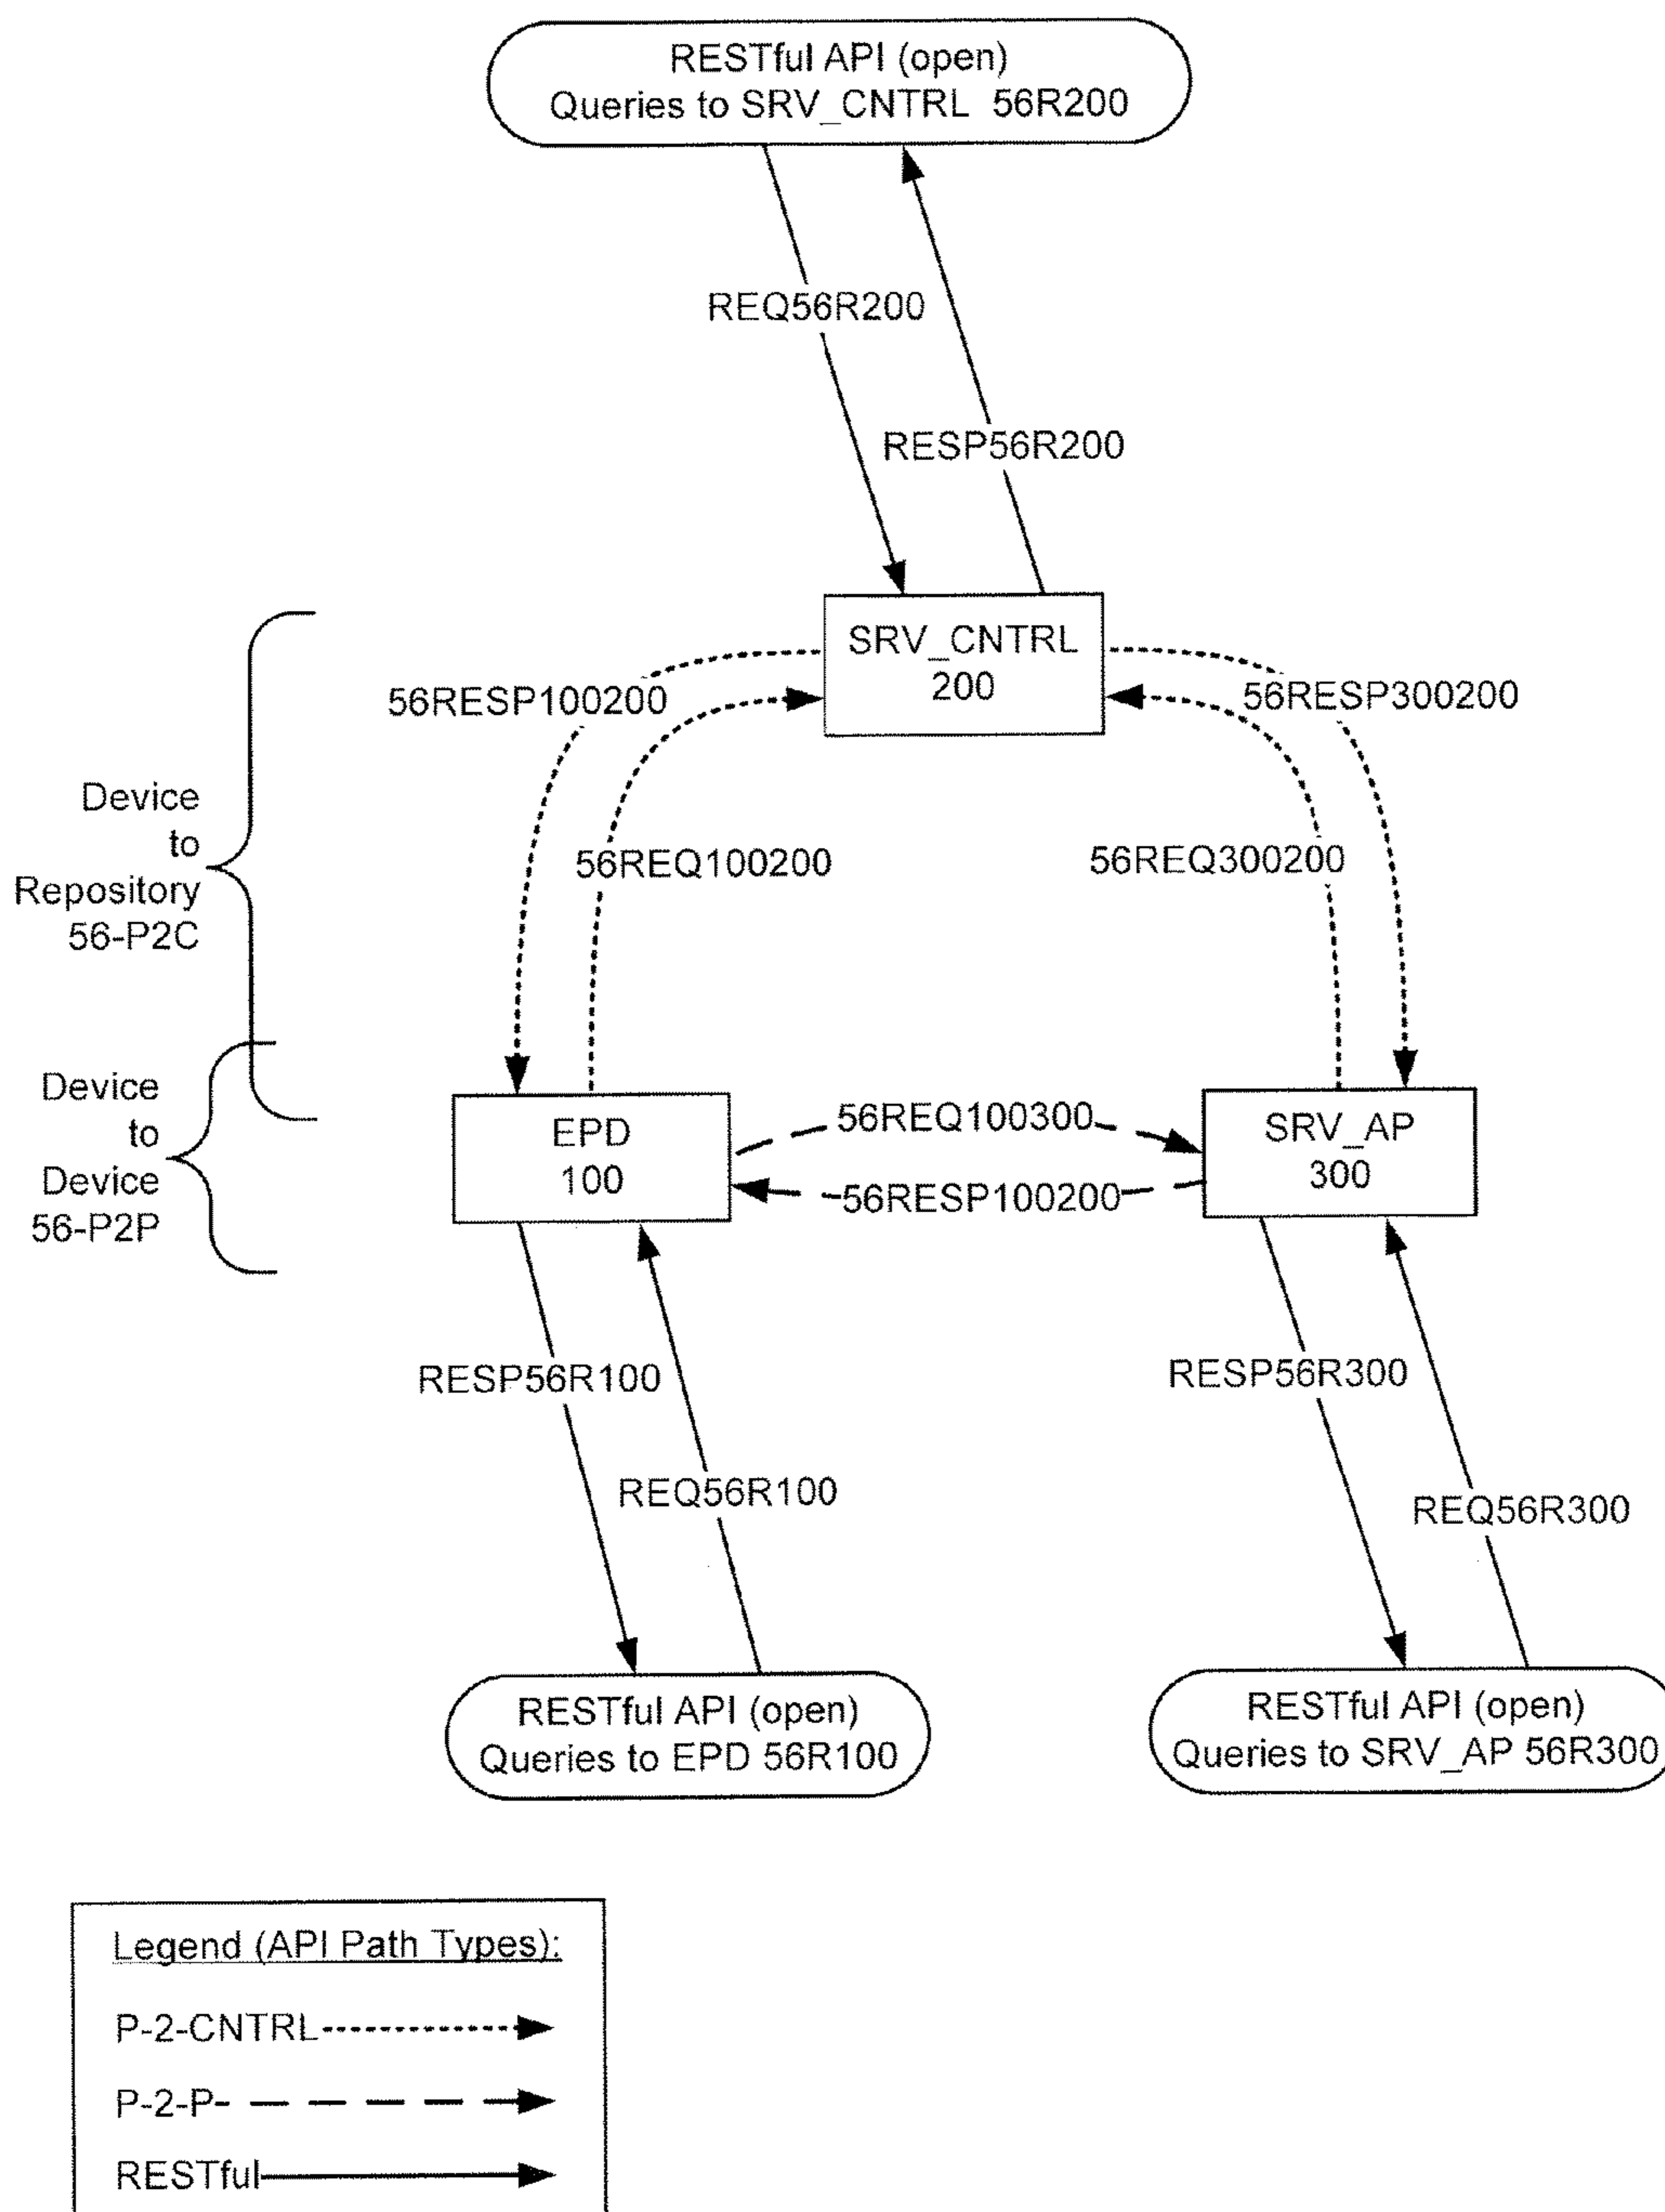 RESTful API (open)
Queries to SRV_CNTRL 56R200
REQ56R200
RESP56R200
SRV_CNTRL
200
56RESP100200
56RESP300200
Device
to
Repository
56-P2C
56REQ100200
56REQ300200
Device
to
Device
56-P2P
EPD
100
56REQ100300
56RESP100200
SRV_AP
300
RESP56R100
REQ56R100
RESP56R300
REQ56R300
RESTful API (open)
Queries to EPD 56R100
RESTful API (open)
Queries to SRV_AP 56R300
Legend (API Path Types):
P-2-CNTRL
P-2-P
RESTful